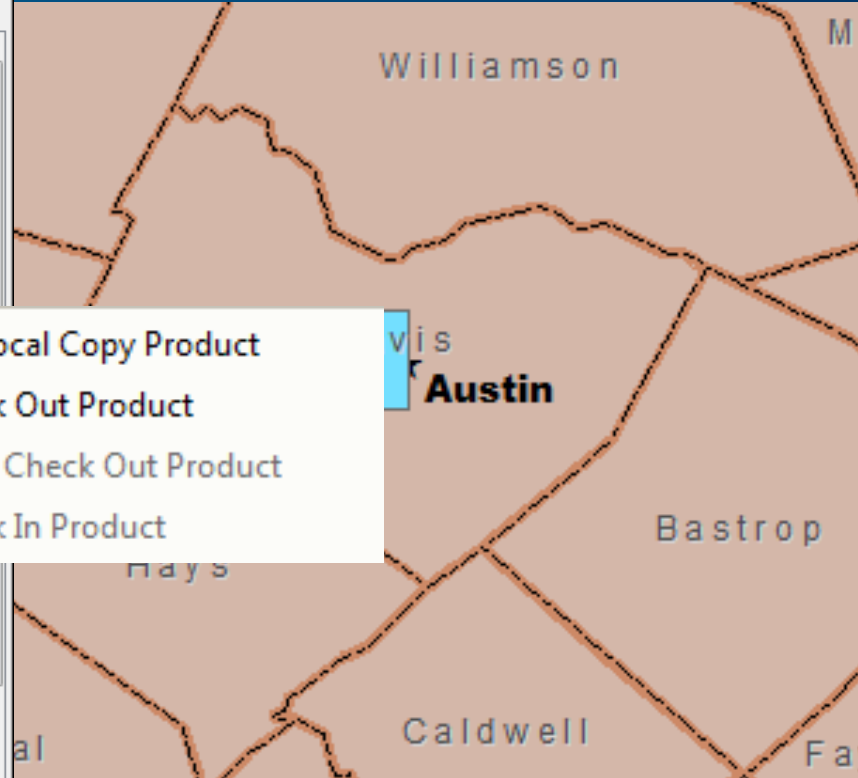 M
Williamson
ocal Copy Product
vis
Austin
Out Product
Check Out Product
In Product
Bastrop
Hays
Caldwell
al
Fa